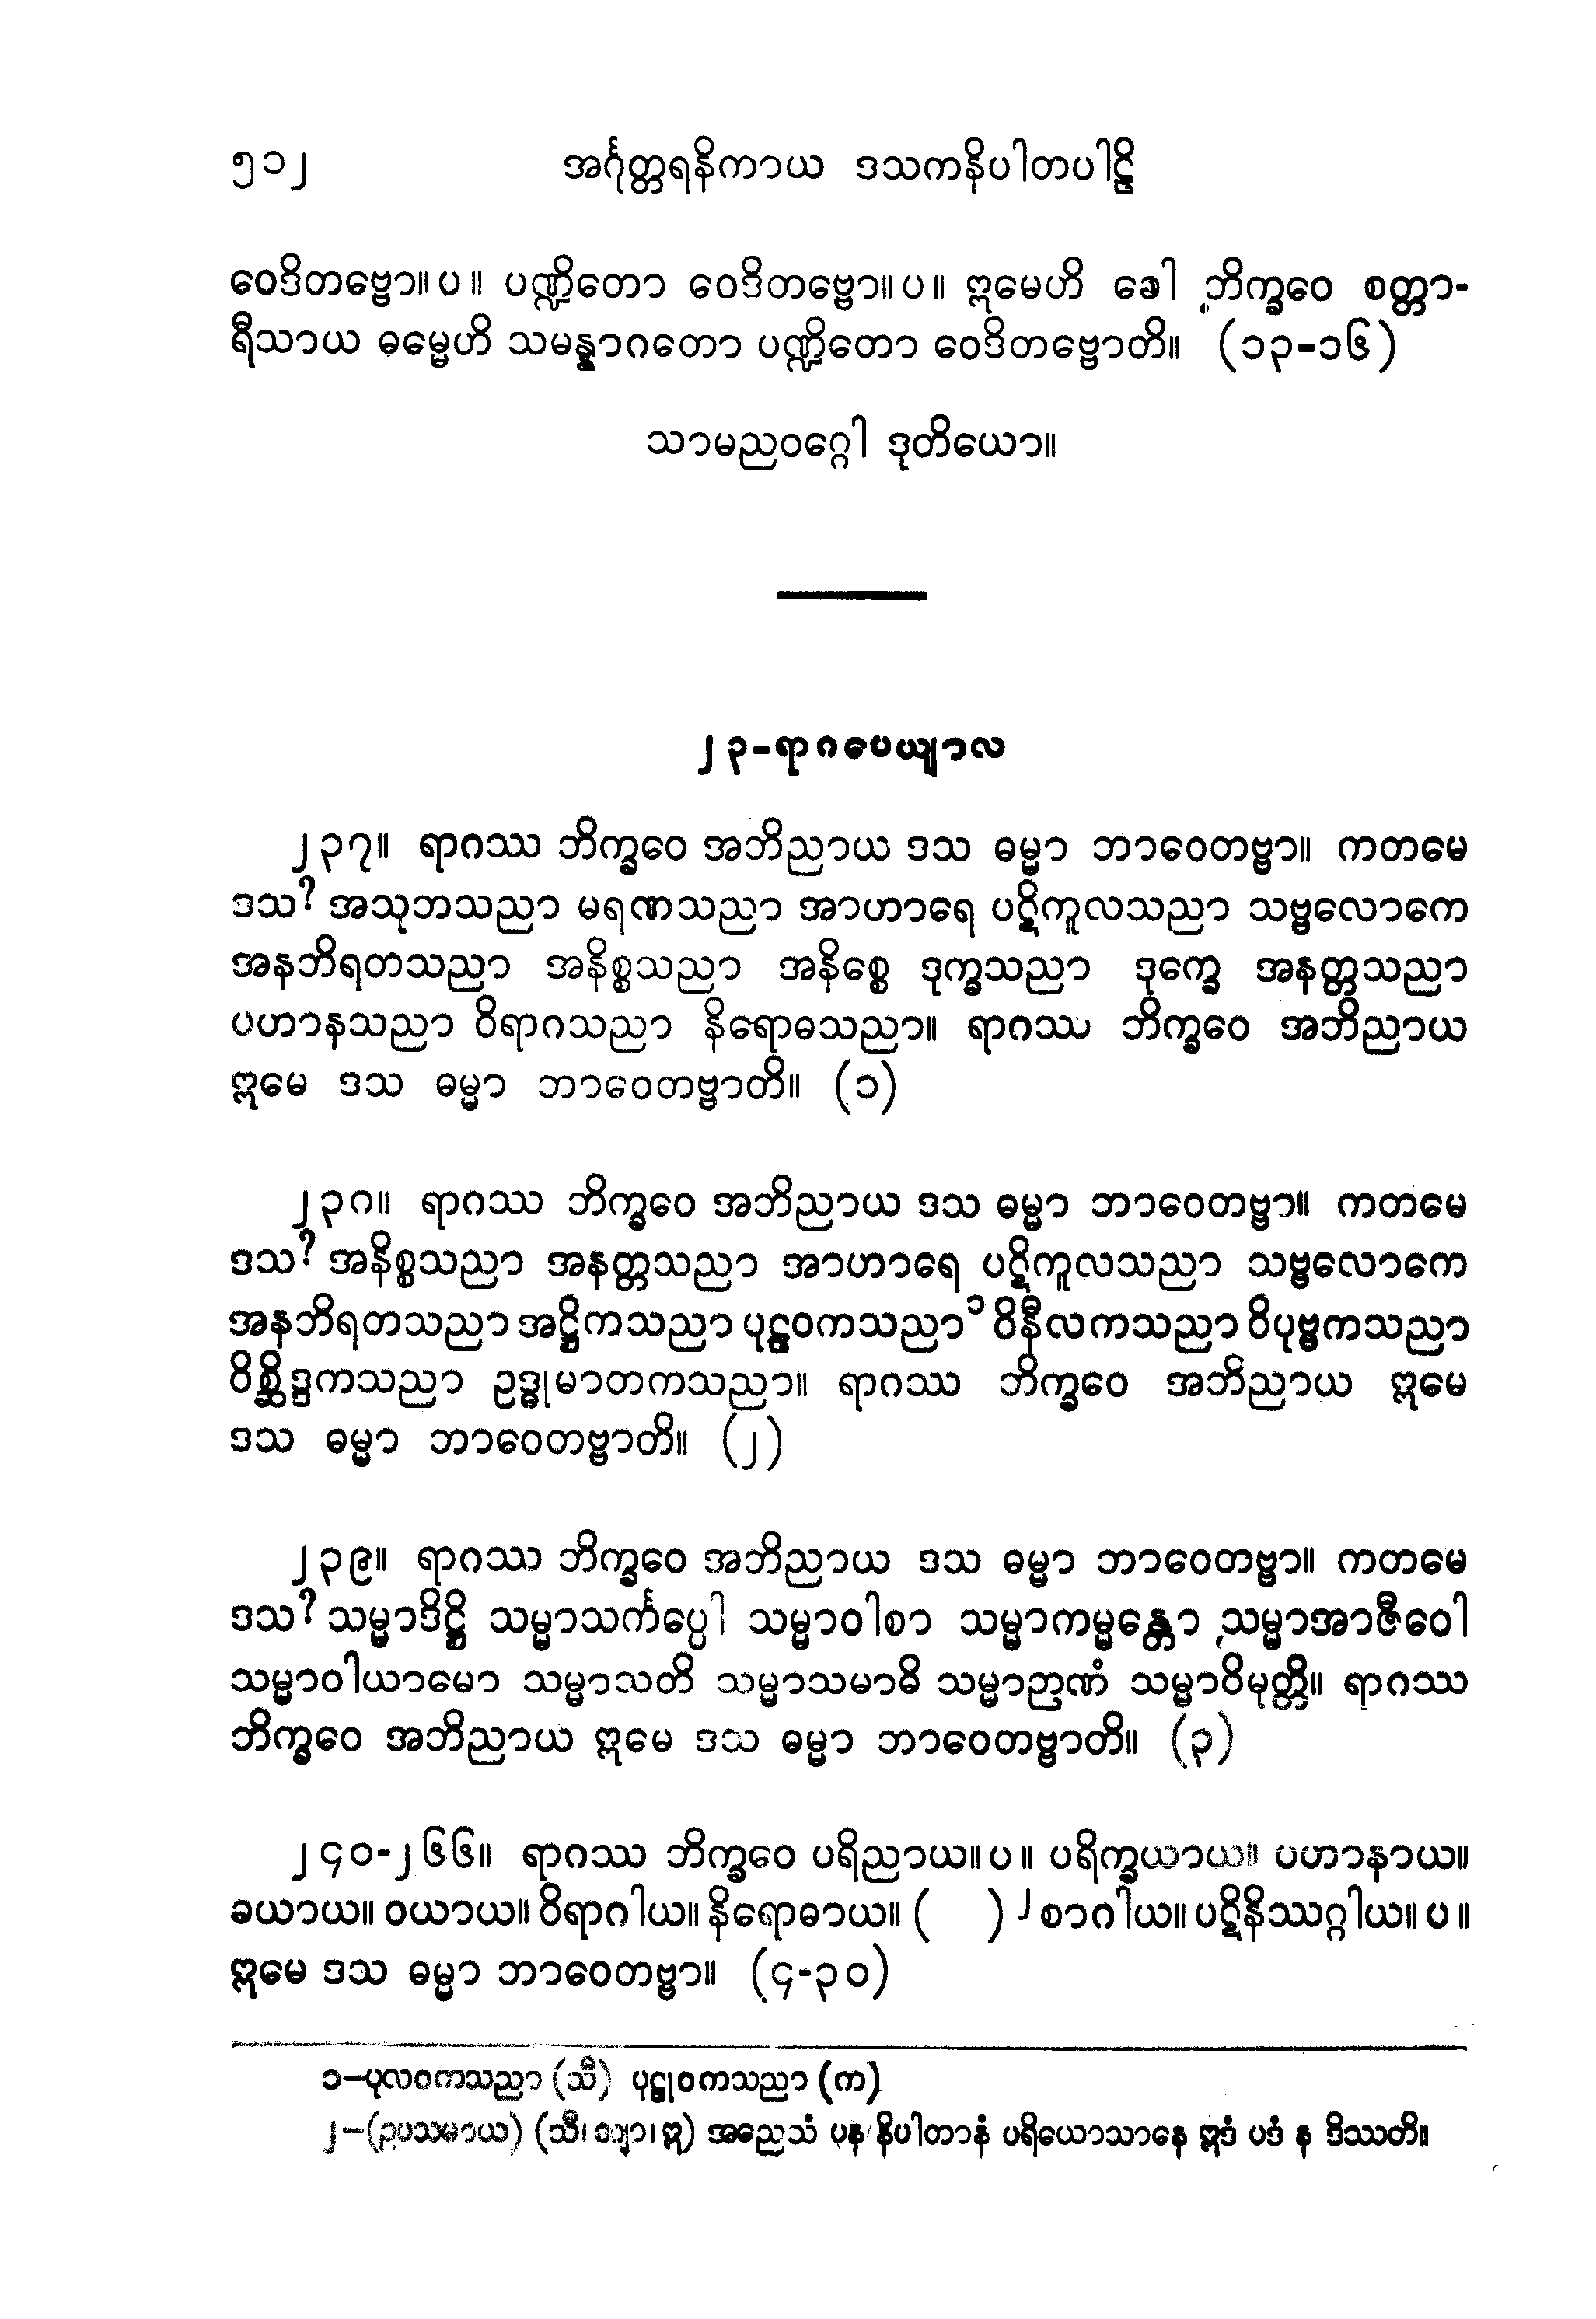 ၅၁၂ အင်္ဂုတ္တရနိကာယ ဒသကနိပါတပါဠိ
ဝေဒိတဗ္ဗော။ ပ ။ ပဏ္ဍိတော ဝေဒိတဗ္ဗော။ ပ ။ ဣမေဟိ ခေါ ဘိက္ခဝေ စတ္တာ-
ရီသာယ ဓမ္မေဟိ သမန္နာဂတော ပဏ္ဍိတော ဝေဒိတဗ္ဗောတိ။ (၁၃-၁၆)
သာမညဝဂ္ဂေါ ဒုတိယော။
၂၃-ရာဂပေယျာလ
၂၃၇။ ရာဂဿ ဘိက္ခဝေ အဘိညာယ ဒသ ဓမ္မာ ဘာဝေတဗ္ဗာ။ ကတမေ
ဒသ? အသုဘသညာ မရဏသညာ အာဟာရေ ပဋိကူလသညာ သဗ္ဗလောကေ
အနဘိရတသညာ အနိစ္စသညာ အနိစ္စေ ဒုက္ခသညာ ဒုက္ခေ အနတ္တသညာ
ပဟာနသညာ ဝိရာဂသညာ နိရောဓသညာ။ ရာဂဿ ဘိက္ခဝေ အဘိညာယ
ဣမေ ဒသ ဓမ္မာ ဘာဝေတဗ္ဗာတိ။ (၁)
၂၃၈။ ရာဂဿ ဘိက္ခဝေ အဘိညာယ ဒသ ဓမ္မာ ဘာဝေတဗ္ဗာ။ ကတမေ
ဒသ? အနိစ္စသညာ အနတ္တသညာ အာဟာရေ ပဋိကူလသညာ သဗ္ဗလောကေ
အနဘိရတသညာ အဋ္ဌိကသညာ ပုဠုဝကသညာ ၁ ဝိနီလကသညာ ဝိပုဗ္ဗကသညာ
ဝိစ္ဆိဒ္ဒကသညာ ဥဒ္ဓုမာတကသညာ။ ရာဂဿ ဘိက္ခဝေ အဘိညာယ ဣမေ
ဒသ ဓမ္မာ ဘာဝေတဗ္ဗာတိ။ (၂)
၂၃၉။ ရာဂဿ ဘိက္ခဝေ အဘိညာယ ဒသ ဓမ္မာ ဘာဝေတဗ္ဗာ။ ကတမေ
ဒသ? သမ္မာဒိဋ္ဌိ သမ္မာသင်္ကပ္ပေါ သမ္မာဝါစာ သမ္မာကမ္မန္တော သမ္မာအာဇီဝေါ
သမ္မာဝါယာမော သမ္မာသတိ သမ္မာသမာဓိ သမ္မာဉာဏံ သမ္မာဝိမုတ္တိ။ ရာဂဿ
ဘိက္ခဝေ အဘိညာယ ဣမေ ဒသ ဓမ္မာ ဘာဝေတဗ္ဗာတိ။ (၃)
၂၄၀-၂၆၆။ ရာဂဿ ဘိက္ခဝေ ပရိညာယ။ ပ ။ ပရိက္ခယာယ။ ပဟာနာယ။
ခယာယ။ ဝယာယ။ ဝိရာဂါယ။ နိရောဓာယ။ ( ) ၂ စာဂါယ။ ပဋိနိဿဂ္ဂါယ။ ပ ။
ဣမေ ဒသ ဓမ္မာ ဘာဝေတဗ္ဗာ။ (၄-၃၀)
၁–ပုလဝကသညာ (သီ) ပုဠုဝကသညာ (က)
၂–(ဥပသမာယ) (သီ၊ သျာ၊ ဣ) အညေသံ ပန နိပါတာနံ ပရိယောသာနေ ဣဒံ ပဒံ န ဒိဿတိ။